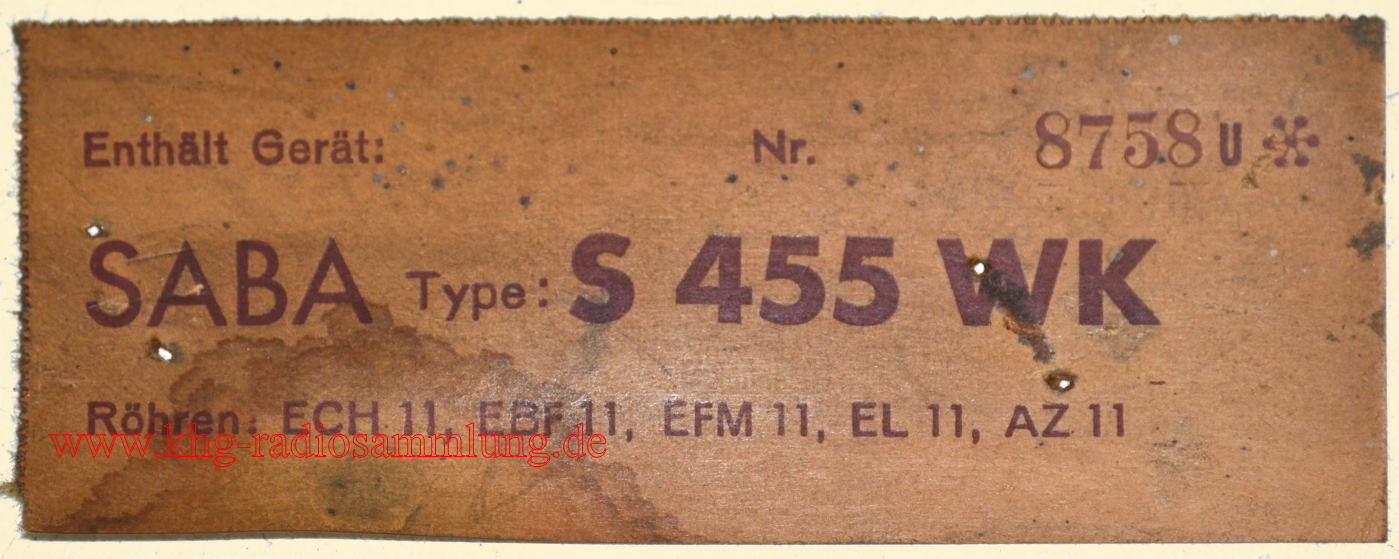 Enthält Gerät: Nr. 8758 U
SABA Type: S 455 WK
Röhren: ECH 11, EBF 11, EFM 11, EL 11, AZ 11
www.khg-radiosammlung.de